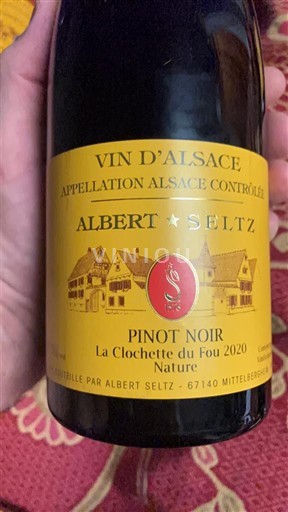 VIN D'ALSACE
APPELLATION ALSACE CONTRÔLÉE
ALBERT ★ SELTZ
VINIOU
PINOT NOIR
La Clochette du Fou 2020
Nature
BOUTEILLE PAR ALBERT SELTZ - 67140 MITTELBERGHEIM